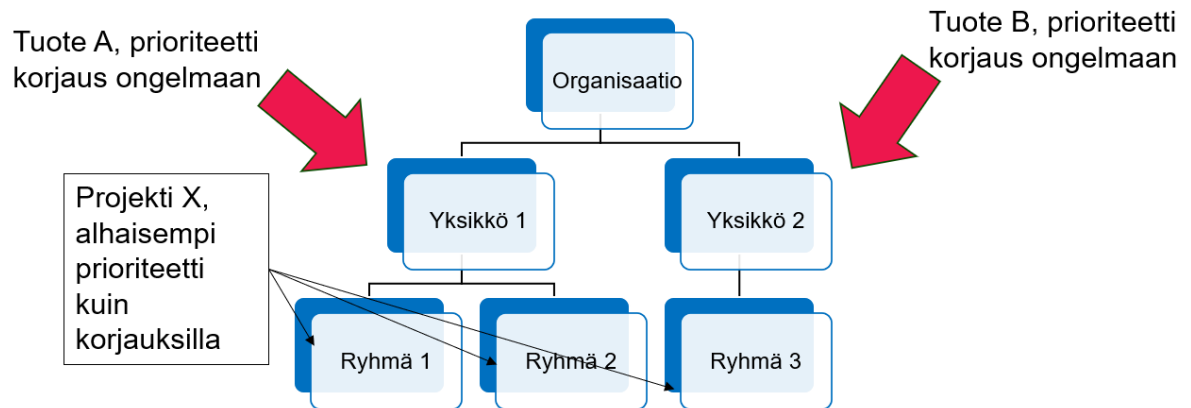 Tuote A, prioriteetti
korjaus ongelmaan
Tuote B, prioriteetti
korjaus ongelmaan
Organisaatio
Projekti X,
alhaisempi
prioriteetti
kuin
korjauksilla
Yksikkö 1
Yksikkö 2
Ryhmä 1
Ryhmä 2
Ryhmä 3